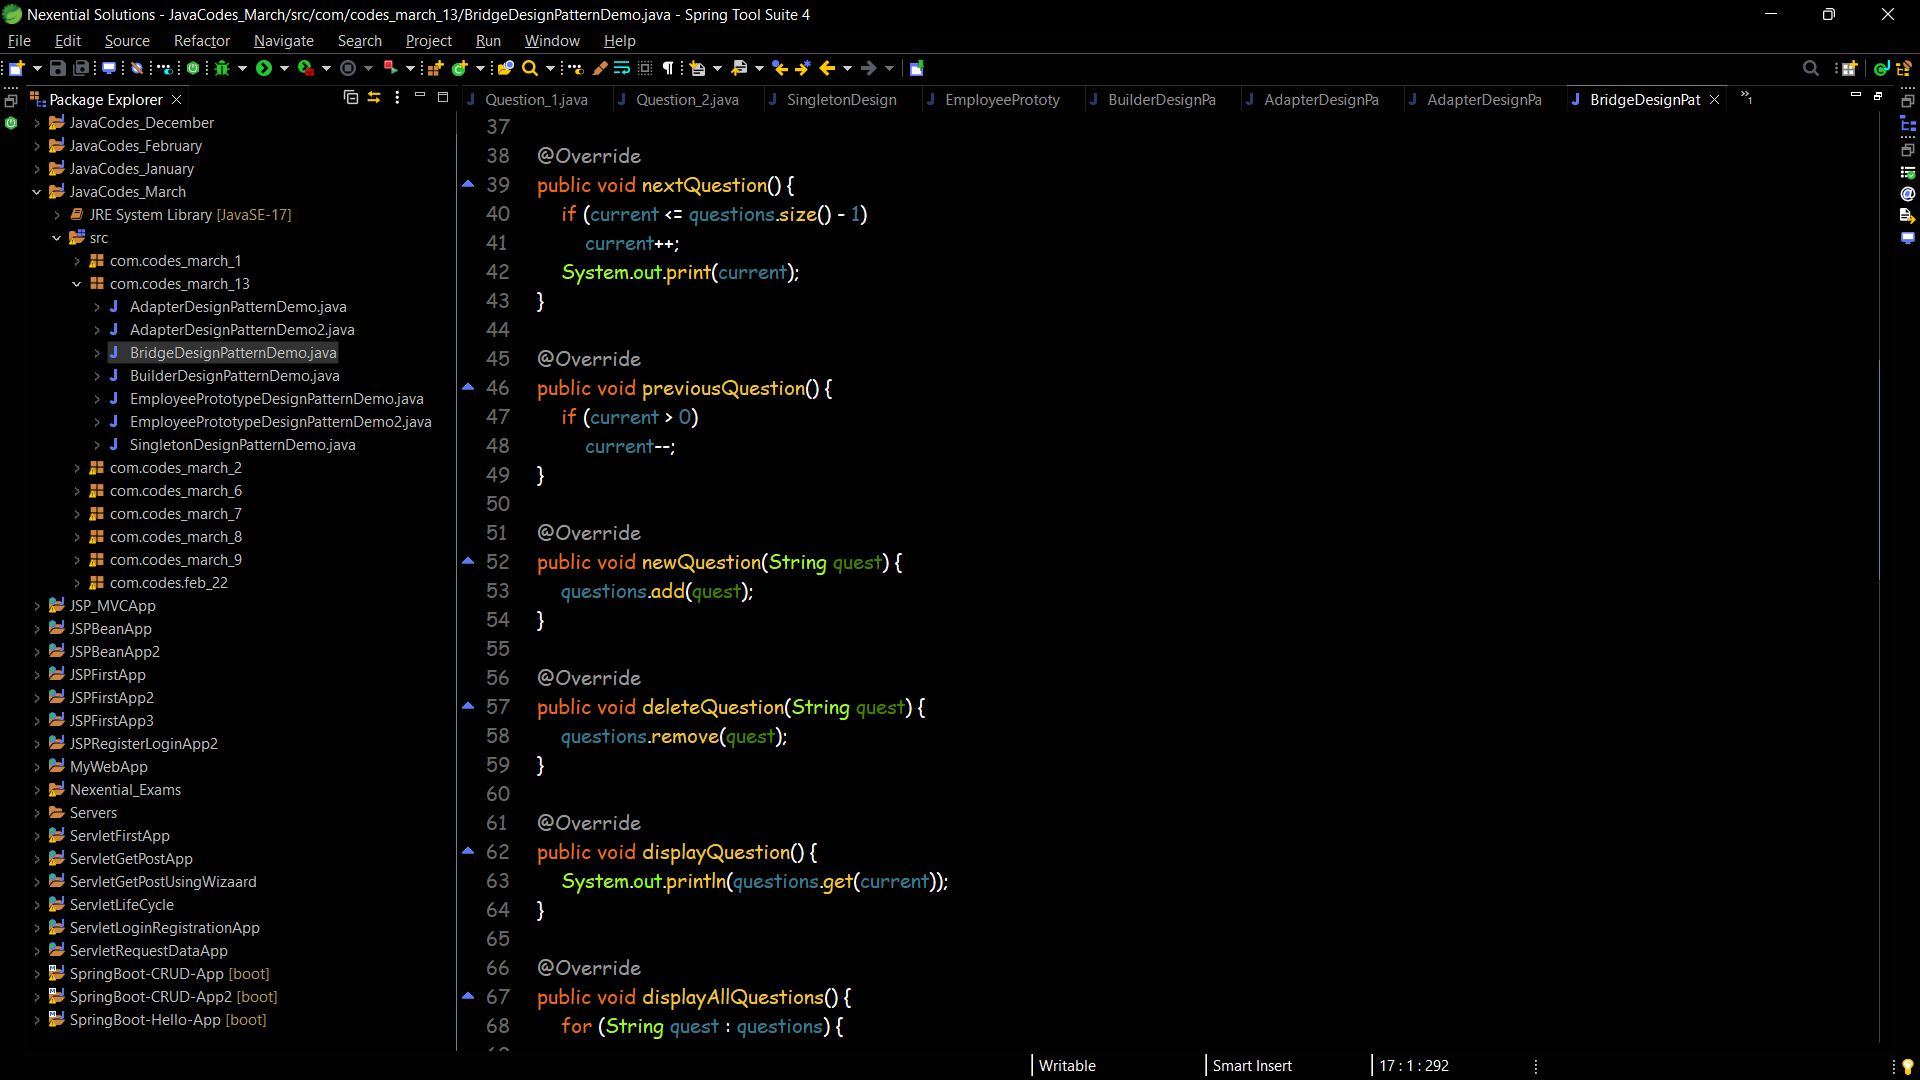 Nexential Solutions - JavaCodes_March/src/com/codes_march_13/BridgeDesignPatternDemo.java - Spring Tool Suite 4
File Edit Source Refactor Navigate Search Project Run Window Help
Package Explorer
Question_1.java Question_2.java SingletonDesign EmployeePrototy BuilderDesignPa AdapterDesignPa AdapterDesignPa BridgeDesignPat »1
JavaCodes_December
JavaCodes_February
JavaCodes_January
JavaCodes_March
JRE System Library [JavaSE-17]
src
com.codes_march_1
com.codes_march_13
AdapterDesignPatternDemo.java
AdapterDesignPatternDemo2.java
BridgeDesignPatternDemo.java
BuilderDesignPatternDemo.java
EmployeePrototypeDesignPatternDemo.java
EmployeePrototypeDesignPatternDemo2.java
SingletonDesignPatternDemo.java
com.codes_march_2
com.codes_march_6
com.codes_march_7
com.codes_march_8
com.codes_march_9
com.codes.feb_22
JSP_MVCApp
JSPBeanApp
JSPBeanApp2
JSPFirstApp
JSPFirstApp2
JSPFirstApp3
JSPRegisterLoginApp2
MyWebApp
Nexential_Exams
Servers
ServletFirstApp
ServletGetPostApp
ServletGetPostUsingWizaard
ServletLifeCycle
ServletLoginRegistrationApp
ServletRequestDataApp
SpringBoot-CRUD-App [boot]
SpringBoot-CRUD-App2 [boot]
SpringBoot-Hello-App [boot]
37
38 @Override
39 public void nextQuestion() {
40 if (current <= questions.size() - 1)
41 current++;
42 System.out.print(current);
43 }
44
45 @Override
46 public void previousQuestion() {
47 if (current > 0)
48 current--;
49 }
50
51 @Override
52 public void newQuestion(String quest) {
53 questions.add(quest);
54 }
55
56 @Override
57 public void deleteQuestion(String quest) {
58 questions.remove(quest);
59 }
60
61 @Override
62 public void displayQuestion() {
63 System.out.println(questions.get(current));
64 }
65
66 @Override
67 public void displayAllQuestions() {
68 for (String quest : questions) {
Writable Smart Insert 17 : 1 : 292